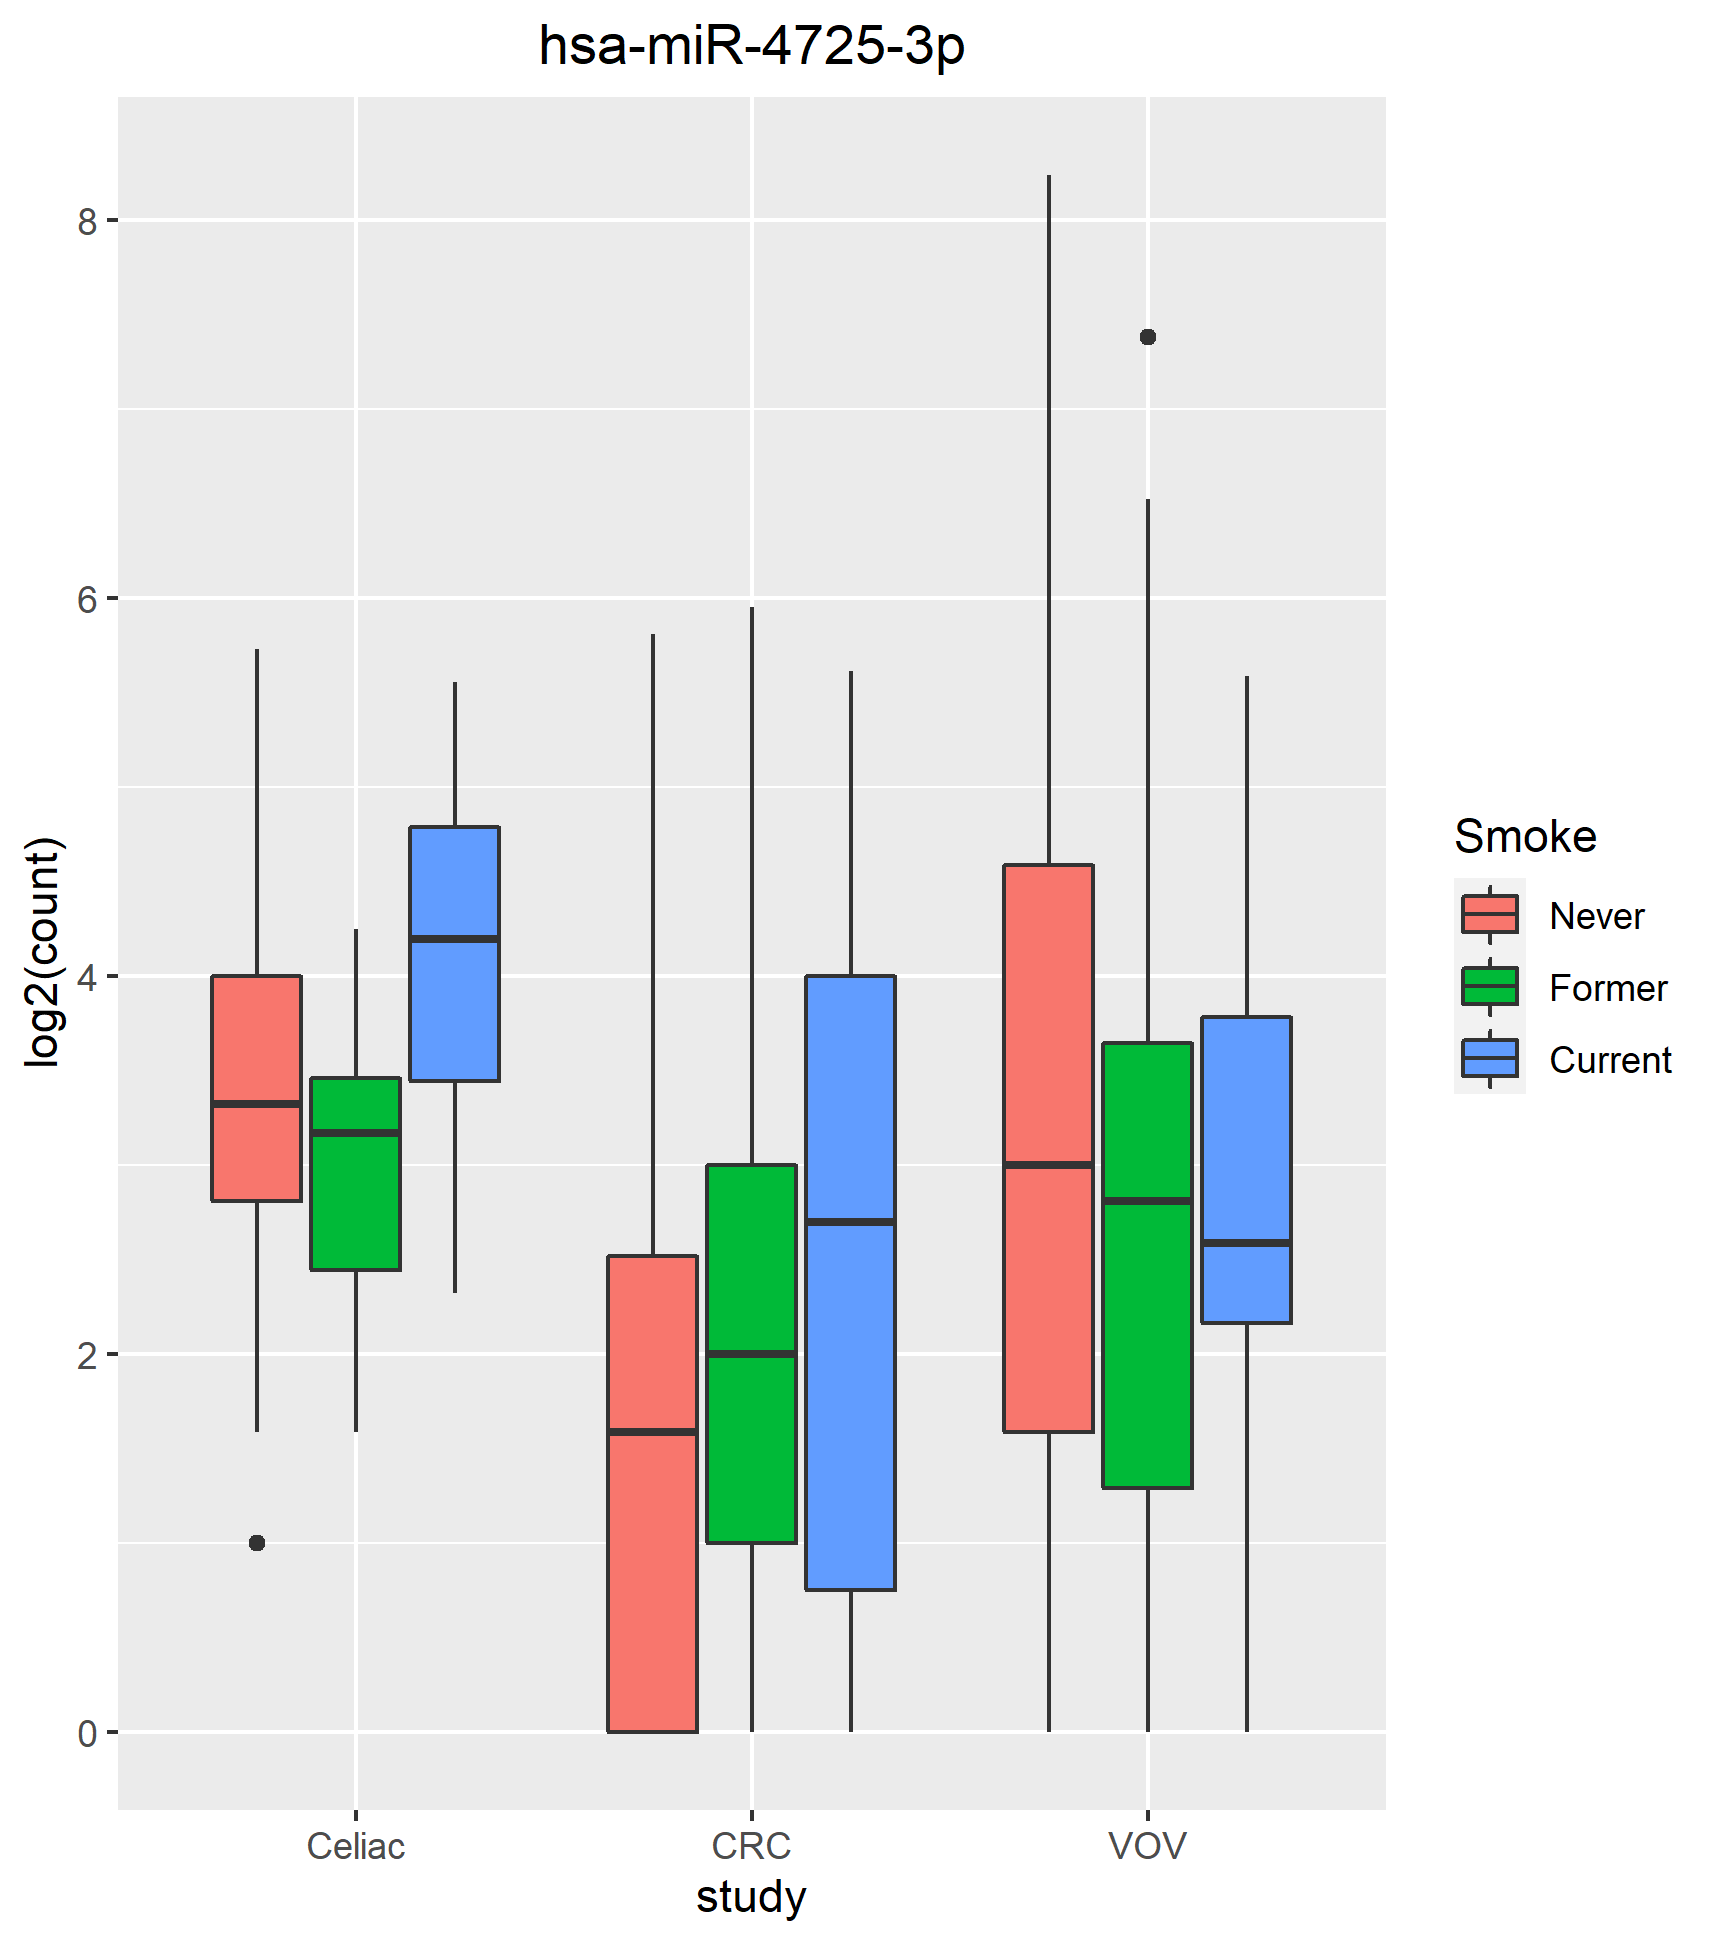 hsa-miR-4725-3p
log2(count)
8
6
4
2
0
Celiac CRC VOV
study
Smoke
Never
Former
Current